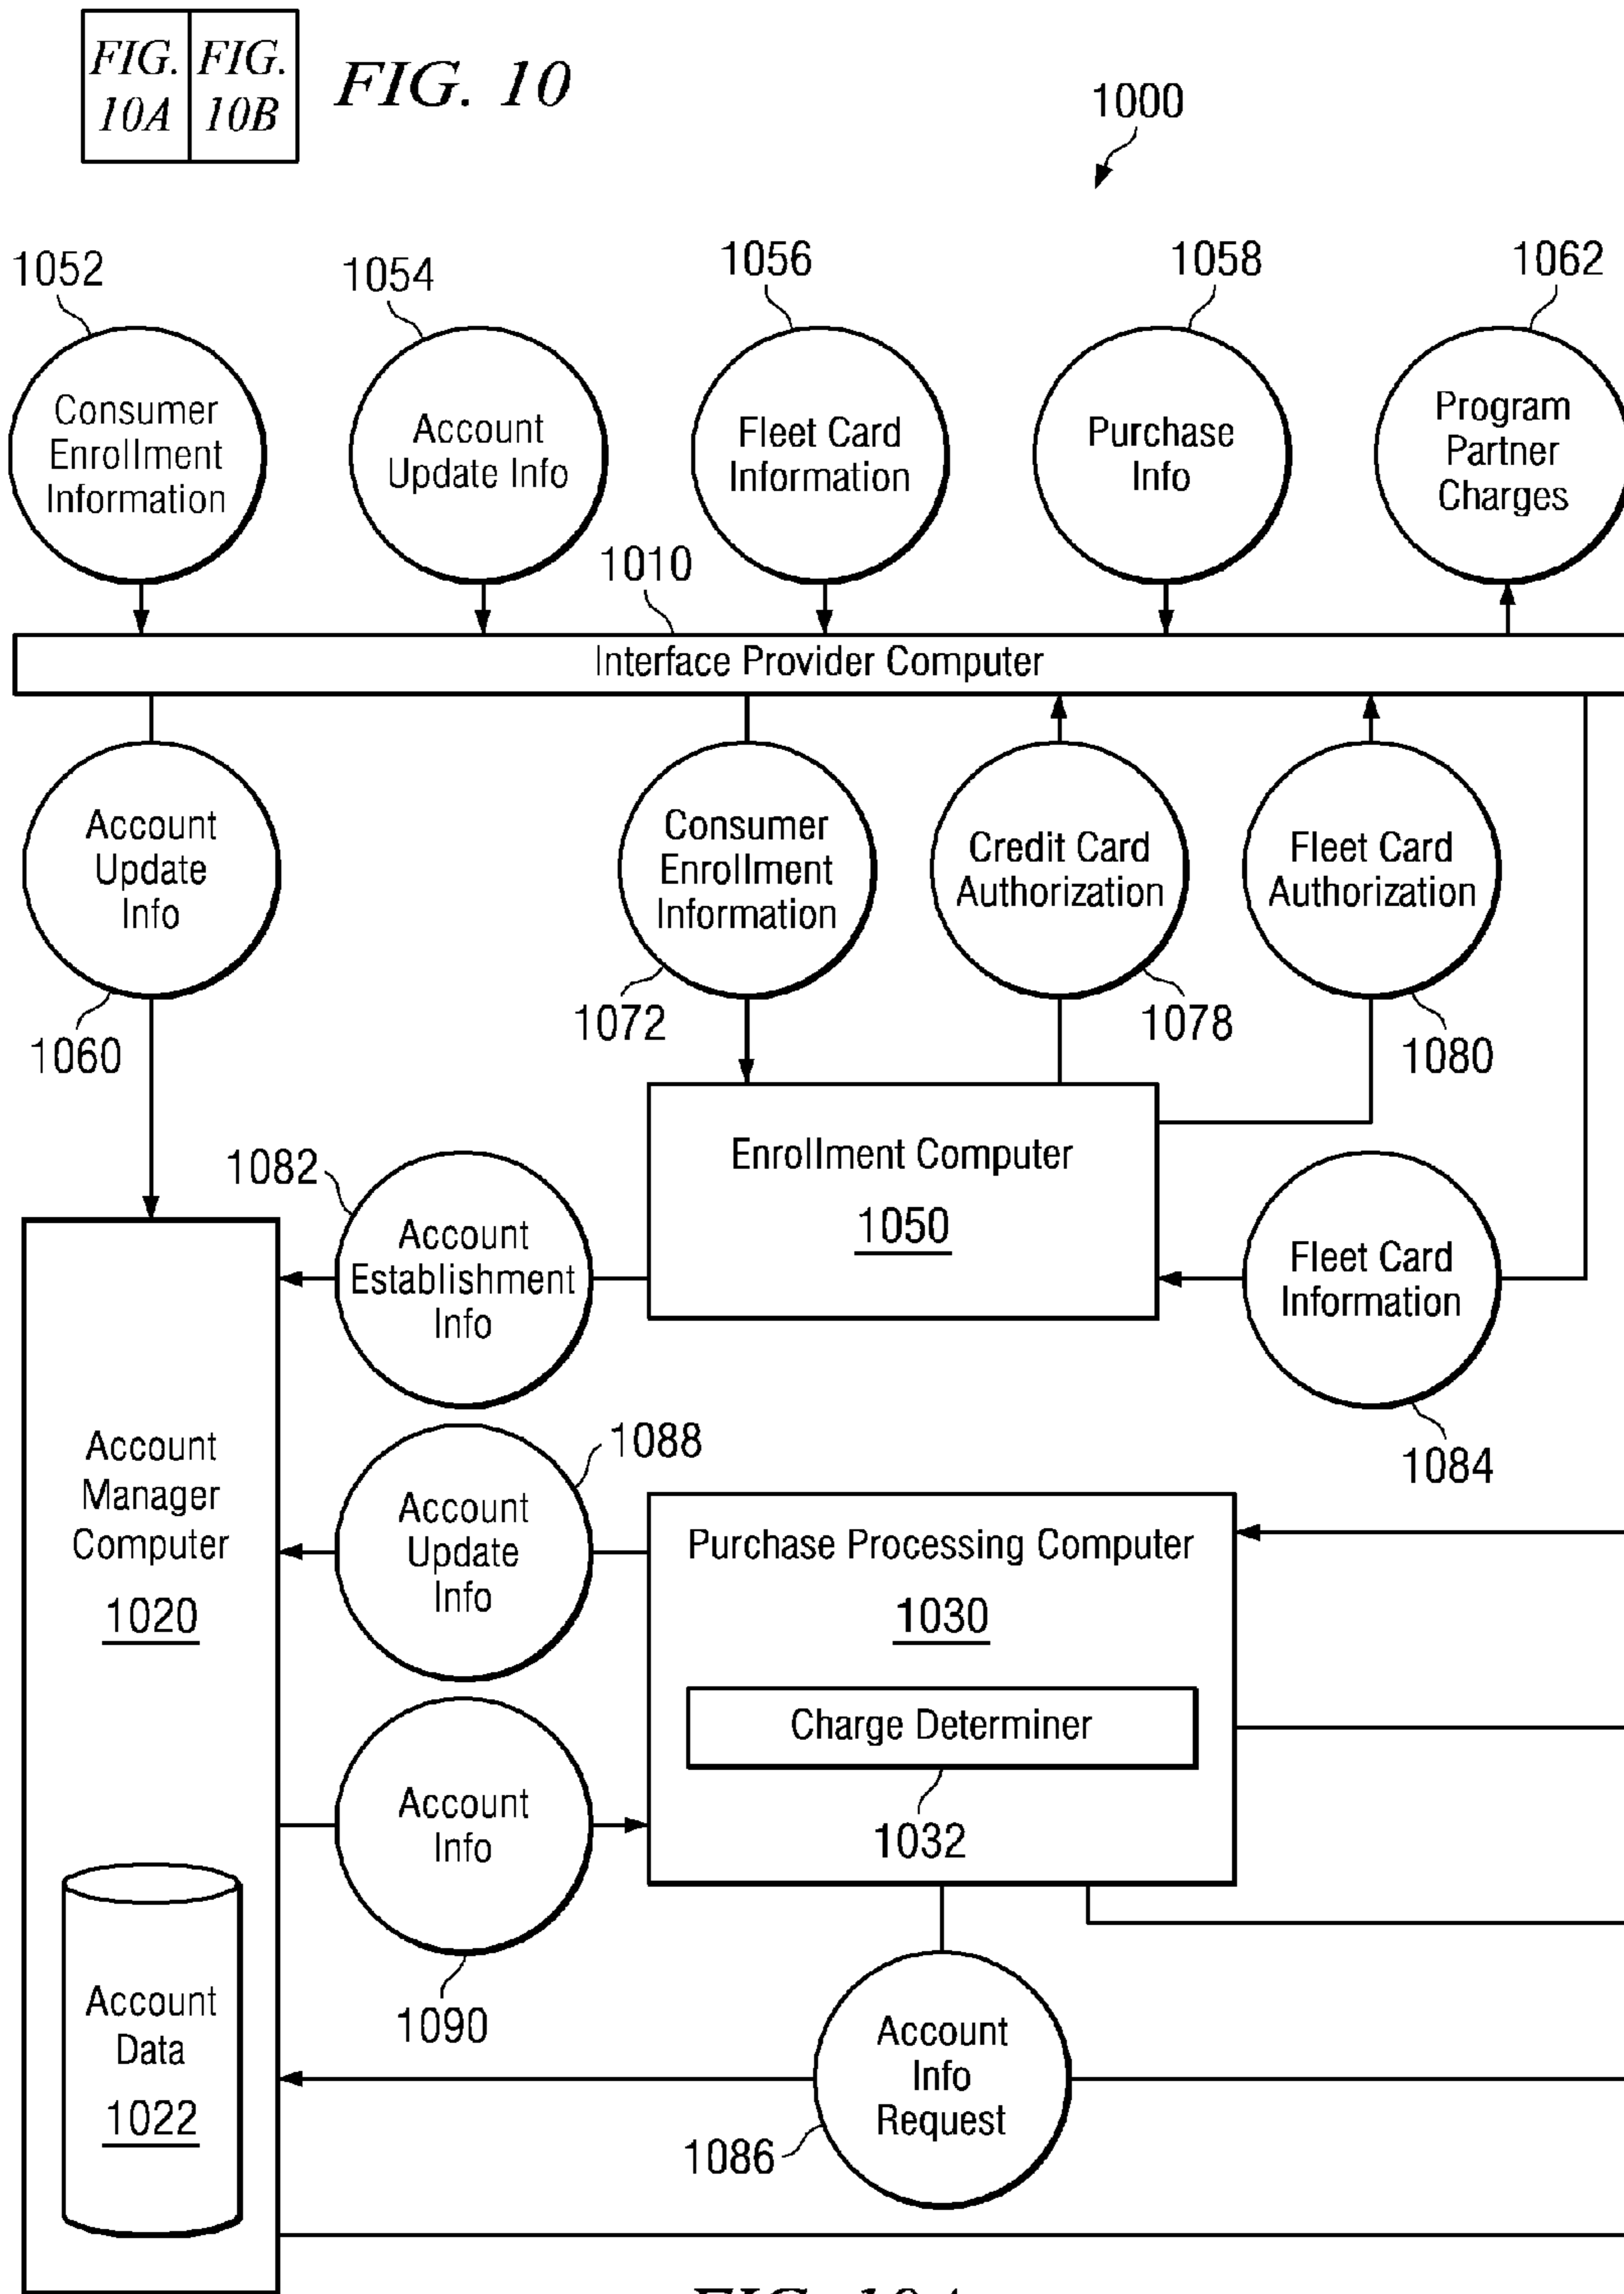 FIG. 10A
FIG. 10B
FIG. 10
1000
1052
1054
1056
1058
1062
Consumer
Enrollment
Information
Account
Update Info
Fleet Card
Information
Purchase
Info
Program
Partner
Charges
1010
Interface Provider Computer
Account
Update
Info
Consumer
Enrollment
Information
Credit Card
Authorization
Fleet Card
Authorization
1060
1072
1078
1080
1082
Account
Establishment
Info
Enrollment Computer
1050
Fleet Card
Information
1084
Account
Manager
Computer
1020
1088
Account
Update
Info
Purchase Processing Computer
1030
Charge Determiner
1032
Account
Info
1090
Account
Data
1022
Account
Info
Request
1086